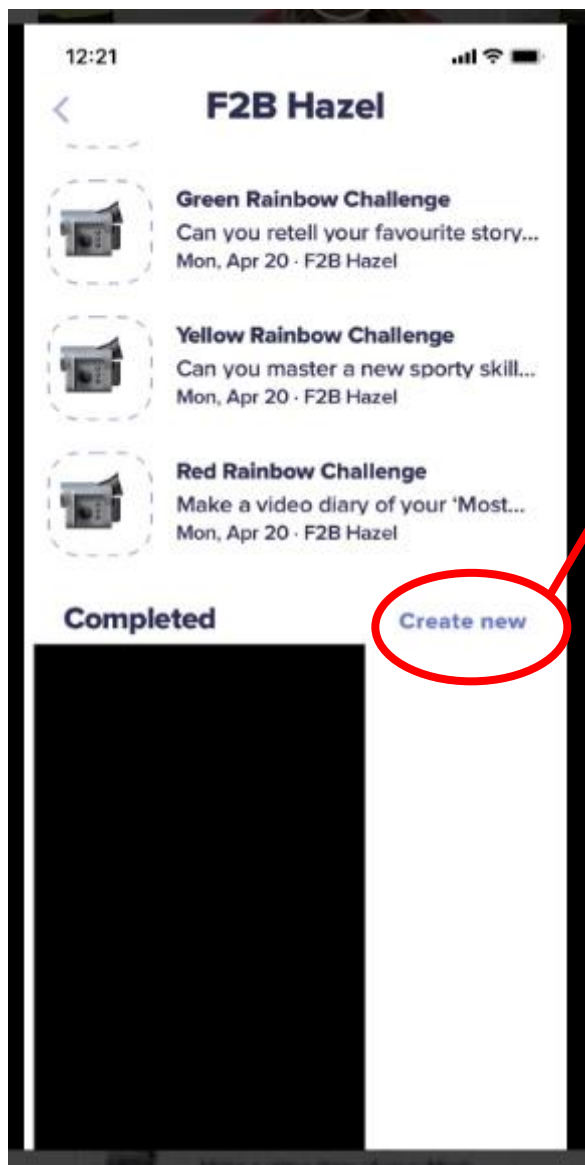 12:21
F2B Hazel
Green Rainbow Challenge
Can you retell your favourite story...
Mon, Apr 20 · F2B Hazel
Yellow Rainbow Challenge
Can you master a new sporty skill...
Mon, Apr 20 · F2B Hazel
Red Rainbow Challenge
Make a video diary of your ‘Most...
Mon, Apr 20 · F2B Hazel
Completed
Create new